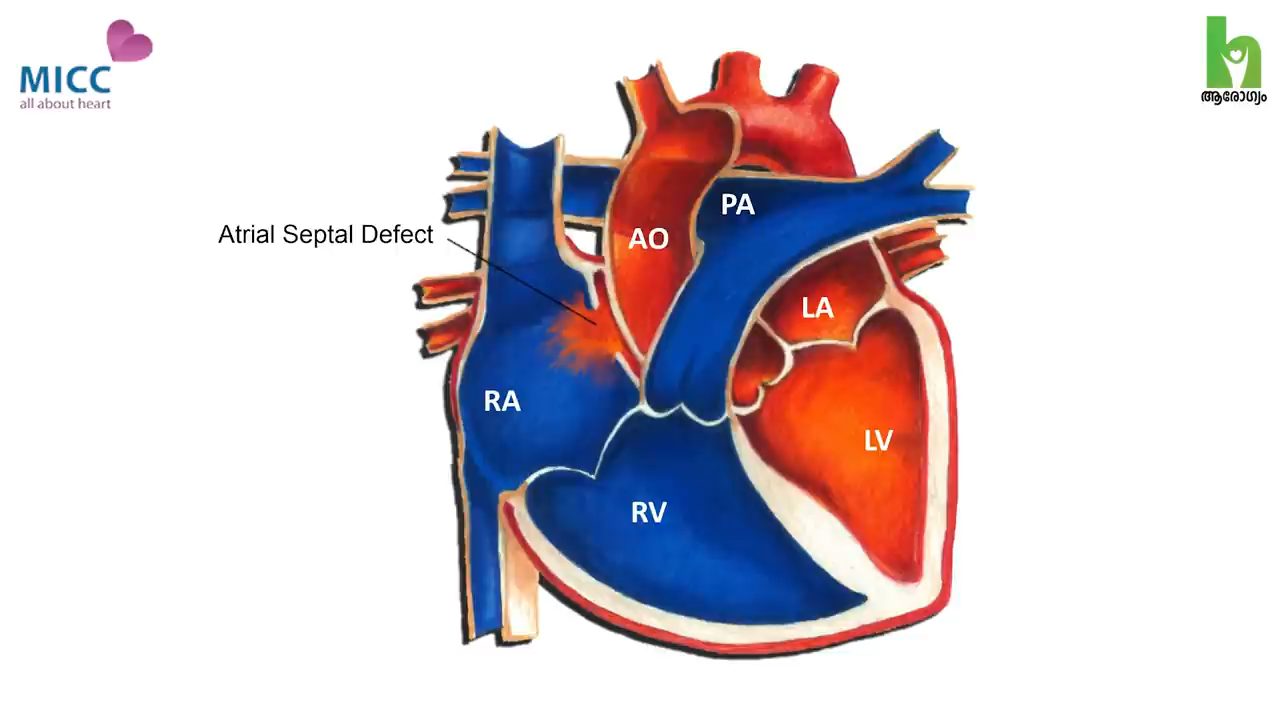 MICC
all about heart
ആരോഗ്യം
Atrial Septal Defect
PA
AO
LA
RA
LV
RV